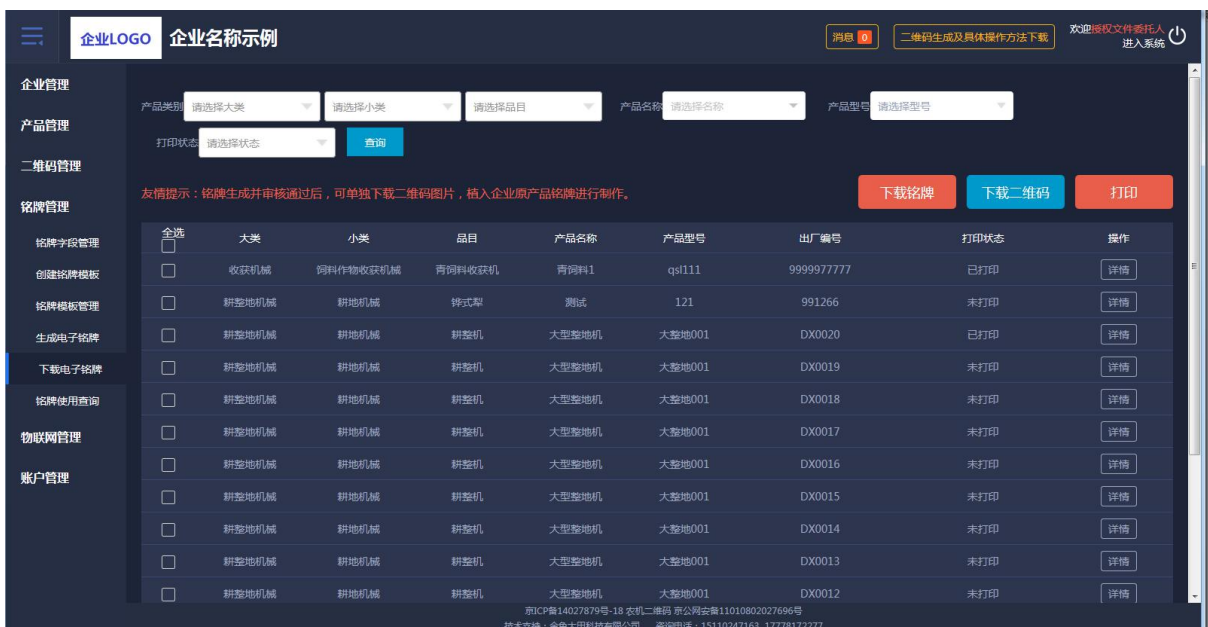 企业LOGO 企业名称示例 消息 0 二维码生成及具体操作方法下载 欢迎授权文件委托人
进入系统
企业管理
产品管理
二维码管理
铭牌管理
铭牌字段管理
创建铭牌模板
铭牌模板管理
生成电子铭牌
下载电子铭牌
铭牌使用查询
物联网管理
账户管理
产品类别 请选择大类 请选择小类 请选择品目 产品名称 请选择名称 产品型号 请选择型号
打印状态 请选择状态 查询
友情提示：铭牌生成并审核通过后，可单独下载二维码图片，植入企业原产品铭牌进行制作。 下载铭牌 下载二维码 打印
全选 大类 小类 品目 产品名称 产品型号 出厂编号 打印状态 操作
收获机械 饲料作物收获机械 青饲料收获机 青饲料1 qsl111 9999977777 已打印 详情
耕整地机械 耕地机械 铧式犁 测试 121 991266 未打印 详情
耕整地机械 耕地机械 耕整机 大型整地机 大整地001 DX0020 已打印 详情
耕整地机械 耕地机械 耕整机 大型整地机 大整地001 DX0019 未打印 详情
耕整地机械 耕地机械 耕整机 大型整地机 大整地001 DX0018 未打印 详情
耕整地机械 耕地机械 耕整机 大型整地机 大整地001 DX0017 未打印 详情
耕整地机械 耕地机械 耕整机 大型整地机 大整地001 DX0016 未打印 详情
耕整地机械 耕地机械 耕整机 大型整地机 大整地001 DX0015 未打印 详情
耕整地机械 耕地机械 耕整机 大型整地机 大整地001 DX0014 未打印 详情
耕整地机械 耕地机械 耕整机 大型整地机 大整地001 DX0013 未打印 详情
耕整地机械 耕地机械 耕整机 大型整地机 大整地001 DX0012 未打印 详情
京ICP备14027879号-18 农机二维码 京公网安备11010802027696号
技术支持：金色大田科技有限公司 咨询电话：15110247163 17778172277